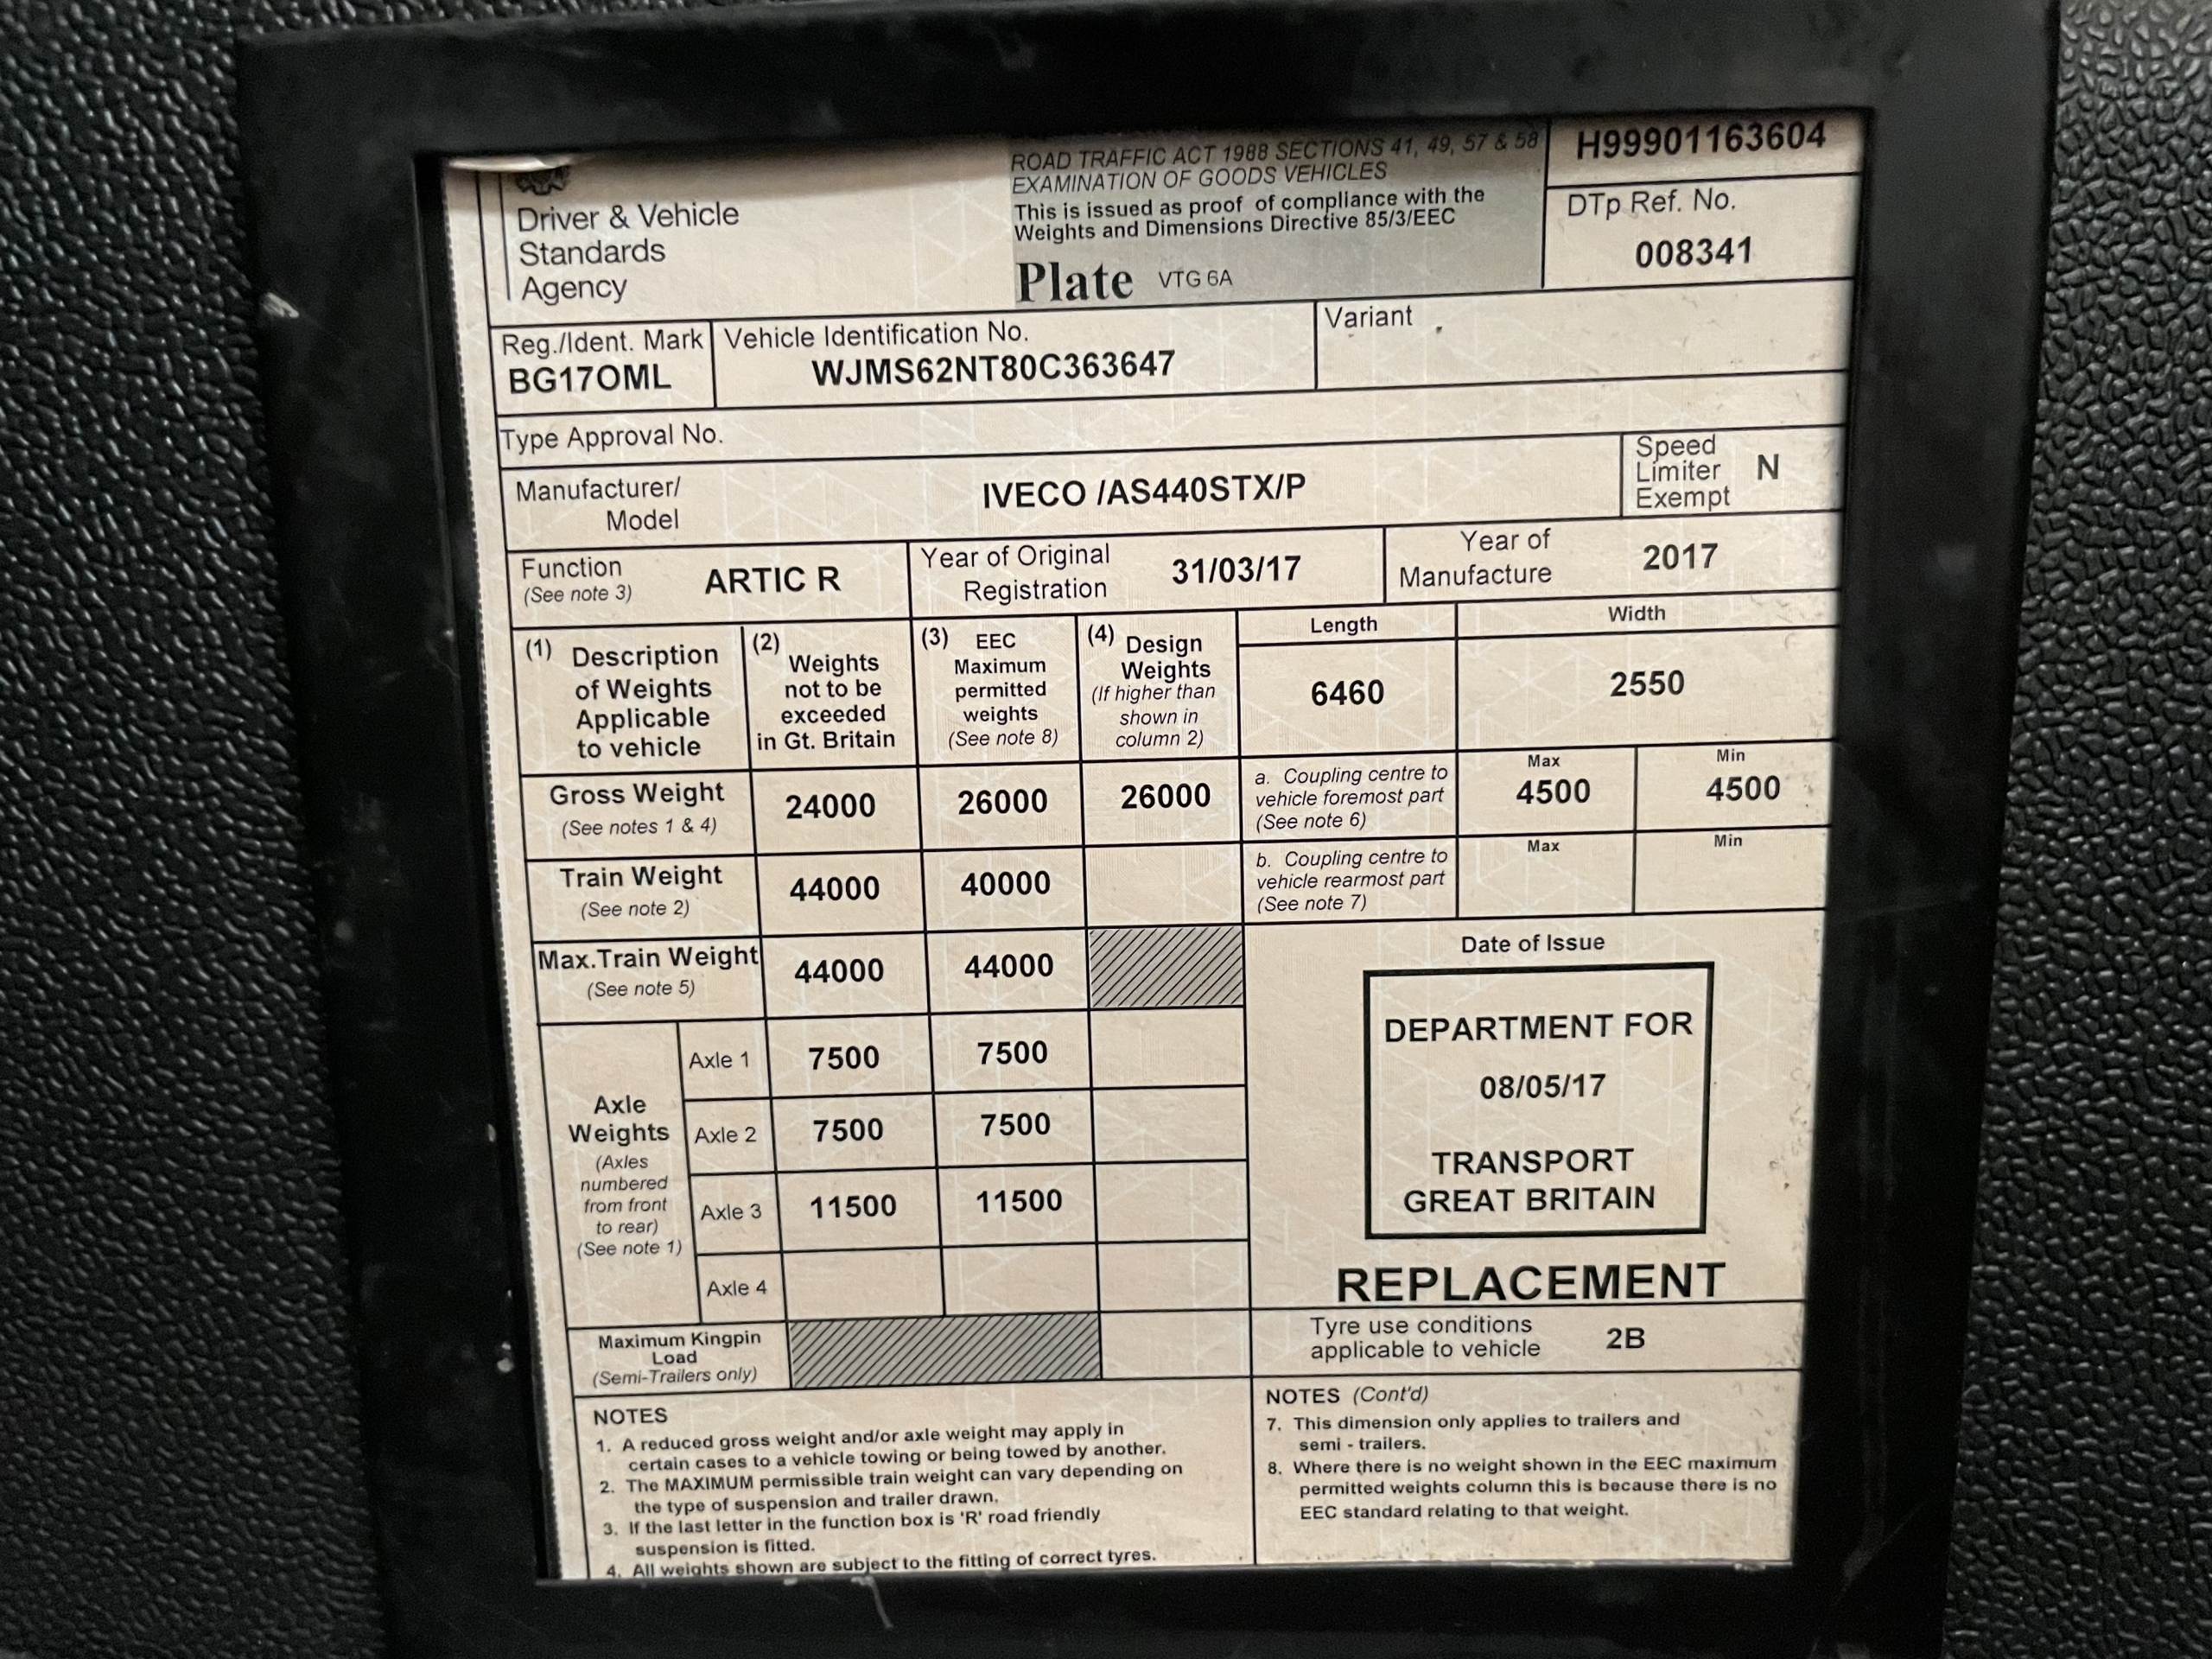 ROAD TRAFFIC ACT 1988 SECTIONS 41, 49, 57 & 58
EXAMINATION OF GOODS VEHICLES
This is issued as proof of compliance with the
Weights and Dimensions Directive 85/3/EEC
Plate VTG 6A
H99901163604
DTp Ref. No.
008341
Driver & Vehicle
Standards
Agency
Reg./Ident. Mark
BG17OML
Vehicle Identification No.
WJMS62NT80C363647
Variant
Type Approval No.
Manufacturer/
Model
IVECO /AS440STX/P
Speed
Limiter
Exempt
N
Function
(See note 3)
ARTIC R
Year of Original
Registration
31/03/17
Year of
Manufacture
2017
(1) Description
of Weights
Applicable
to vehicle
(2) Weights
not to be
exceeded
in Gt. Britain
(3) EEC
Maximum
permitted
weights
(See note 8)
(4) Design
Weights
(If higher than
shown in
column 2)
Length
6460
Width
2550
Gross Weight
(See notes 1 & 4)
24000
26000
26000
a. Coupling centre to
vehicle foremost part
(See note 6)
Max
4500
Min
4500
Train Weight
(See note 2)
44000
40000
b. Coupling centre to
vehicle rearmost part
(See note 7)
Max
Min
Max.Train Weight
(See note 5)
44000
44000
Date of Issue
DEPARTMENT FOR
08/05/17
TRANSPORT
GREAT BRITAIN
REPLACEMENT
Axle
Weights
(Axles
numbered
from front
to rear)
(See note 1)
Axle 1
7500
7500
Axle 2
7500
7500
Axle 3
11500
11500
Axle 4
Maximum Kingpin
Load
(Semi-Trailers only)
Tyre use conditions
applicable to vehicle
2B
NOTES
1. A reduced gross weight and/or axle weight may apply in
certain cases to a vehicle towing or being towed by another.
2. The MAXIMUM permissible train weight can vary depending on
the type of suspension and trailer drawn.
3. If the last letter in the function box is 'R' road friendly
suspension is fitted.
4. All weights shown are subject to the fitting of correct tyres.
NOTES (Cont'd)
7. This dimension only applies to trailers and
semi - trailers.
8. Where there is no weight shown in the EEC maximum
permitted weights column this is because there is no
EEC standard relating to that weight.